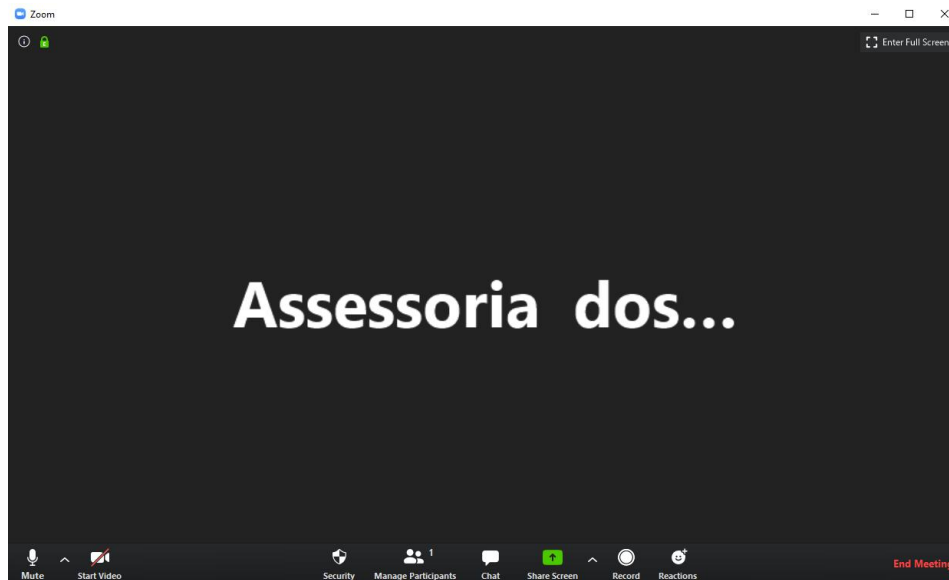 Zoom
Enter Full Screen
Assessoria dos...
1
Mute
Start Video
Security
Manage Participants
Chat
Share Screen
Record
Reactions
End Meeting